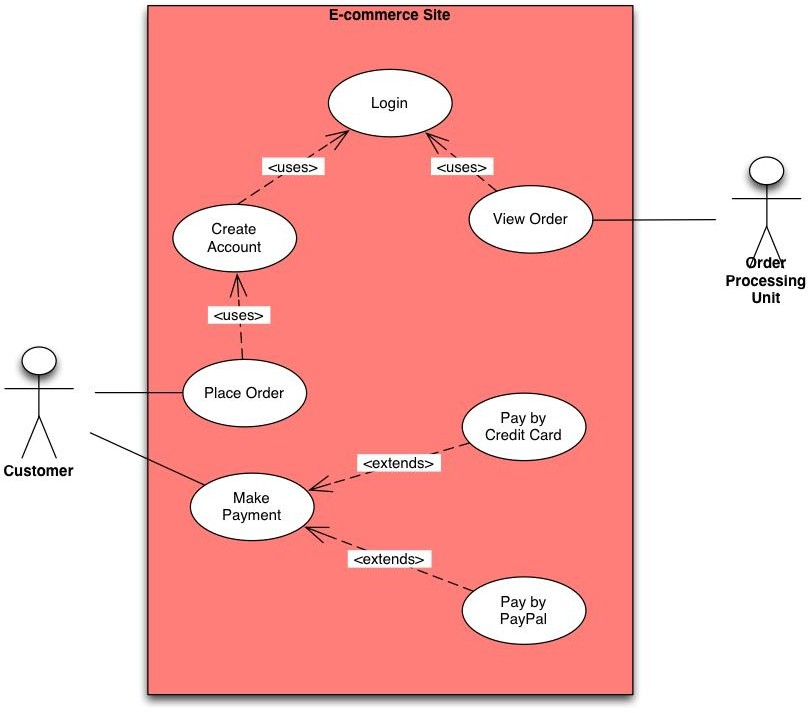 E-commerce Site
Login
<uses>
<uses>
Create
Account
View Order
Order
Processing
Unit
<uses>
Place Order
Customer
Pay by
Credit Card
<extends>
Make
Payment
<extends>
Pay by
PayPal